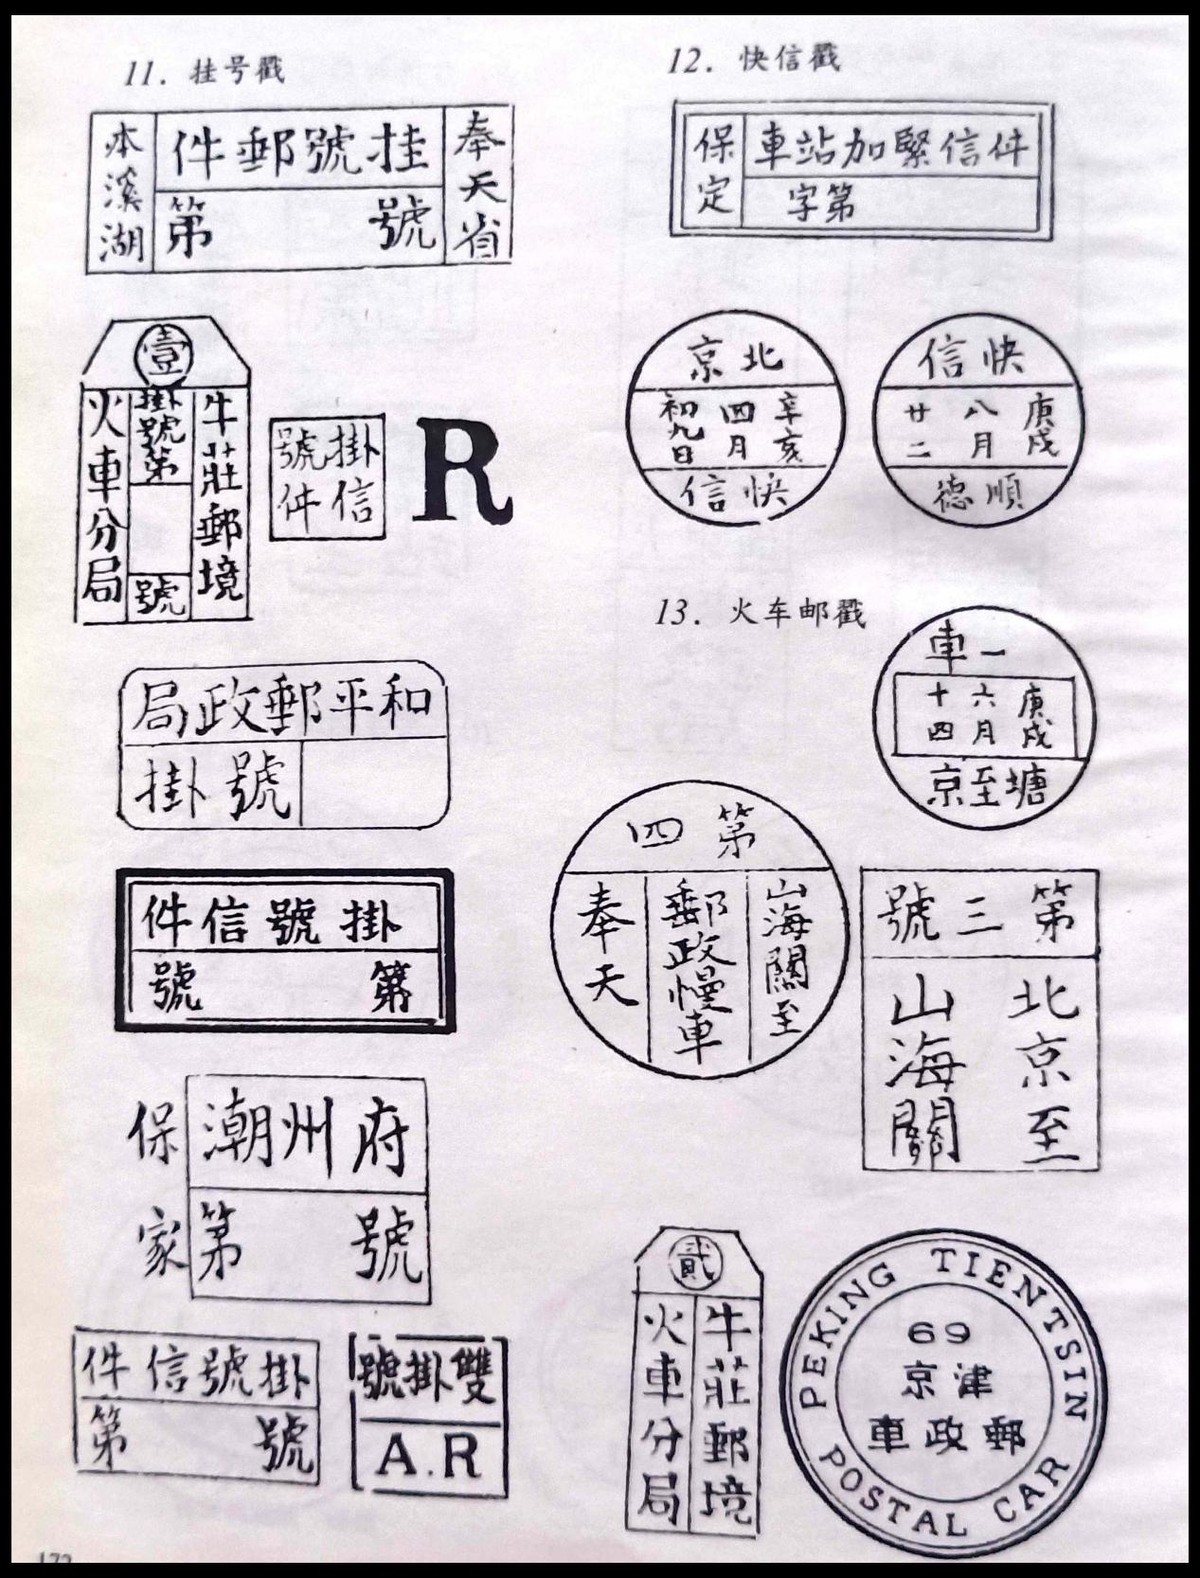 11. 挂号戳
奉天省
挂號郵件
第 號
本溪湖
壹
牛莊郵境
掛號第
號
火車分局
掛信
號件
R
和平郵政局
掛號
掛號信件
第 號
潮州府
第 號
保家
掛號信件
第 號
雙掛號
A.R
12. 快信戳
保定
車站加緊信件
字第
北京
辛亥
四月
初九日
快信
快信
庚戌
八月
廿二
順德
13. 火车邮戳
一車
庚戌
六月
十四
塘至京
第四
山海關至
郵政慢車
奉天
第三號
北京至
山海關
貳
牛莊郵境
火車分局
PEKING TIENTSIN
69
津京
郵政車
POSTAL CAR